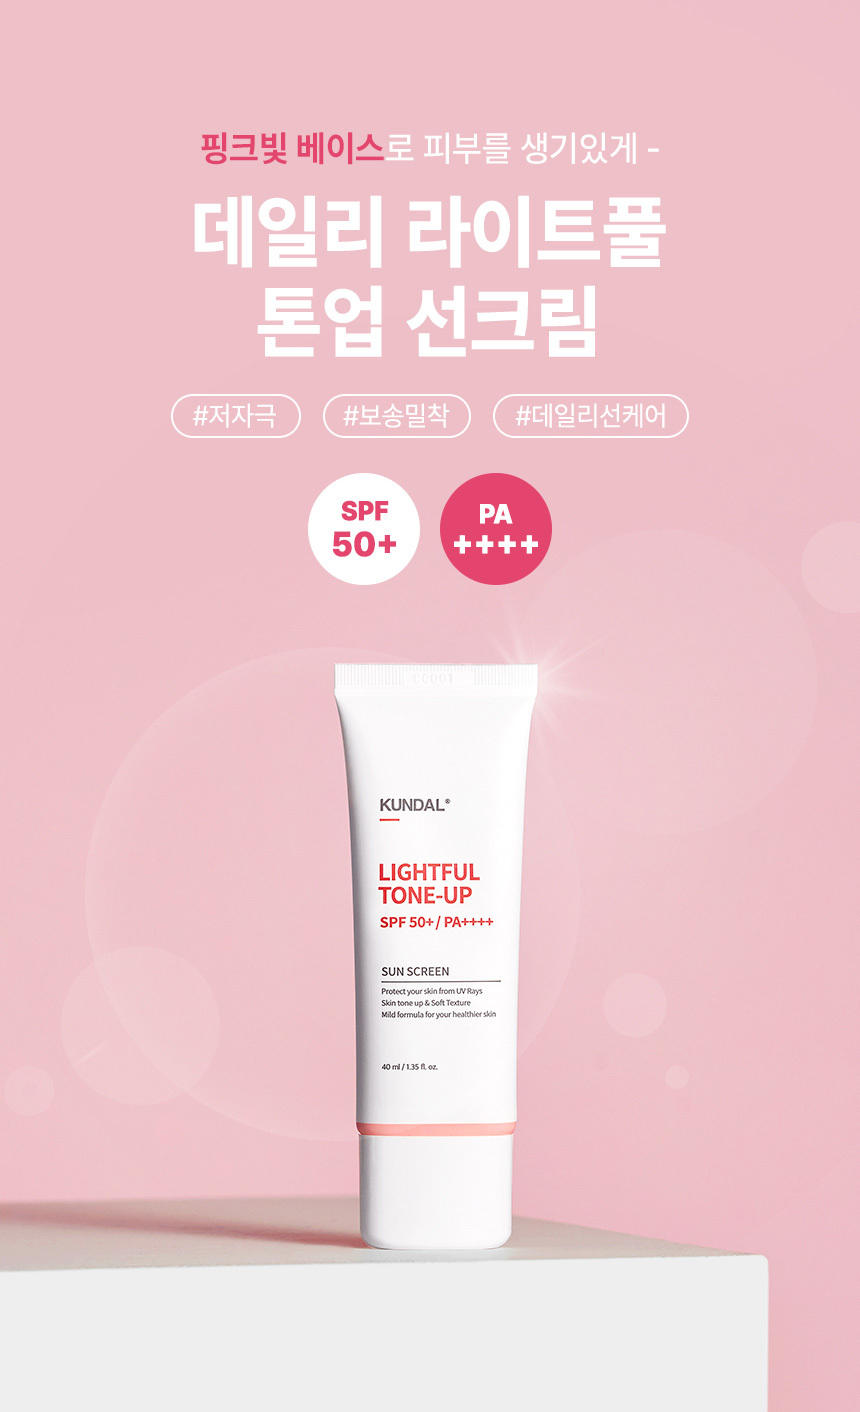 핑크빛 베이스로 피부를 생기있게 -
데일리 라이트풀
톤업 선크림
#저자극 #보송밀착 #데일리선케어
SPF
50+
PA
++++
KUNDAL®
LIGHTFUL
TONE-UP
SPF 50+ / PA++++
SUN SCREEN
Protect your skin from UV Rays
Skin tone up & Soft Texture
Mild formula for your healthier skin
40 ml / 1.35 fl. oz.